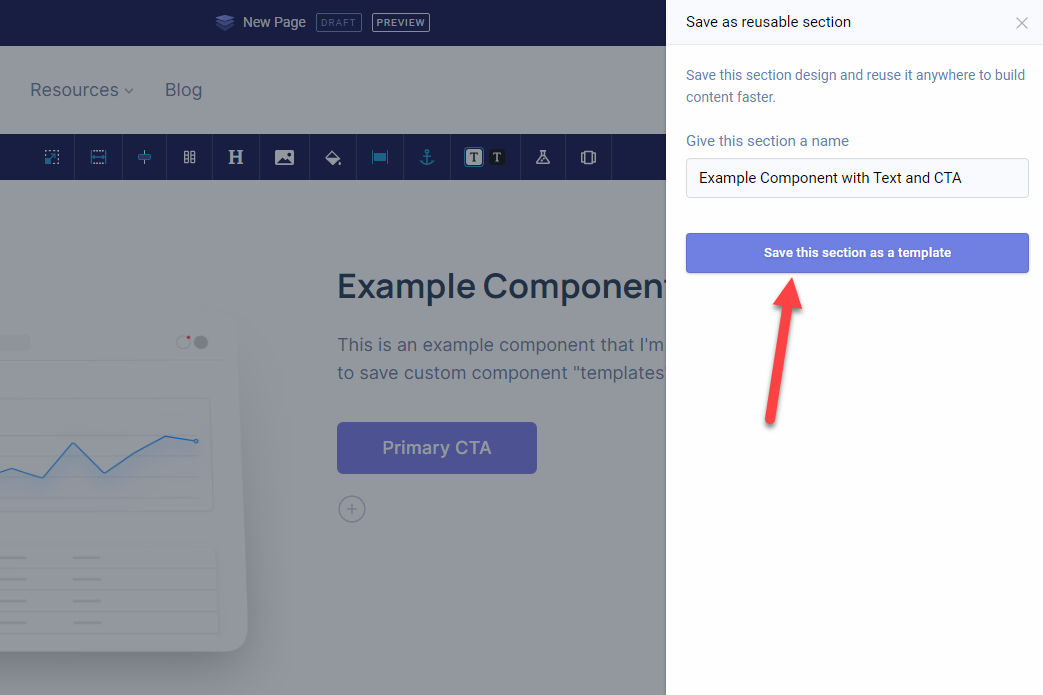 New Page DRAFT PREVIEW
Save as reusable section
Resources Blog
Save this section design and reuse it anywhere to build
content faster.
Give this section a name
H T T
Example Component with Text and CTA
Save this section as a template
Example Component
This is an example component that I'm
to save custom component "templates"
Primary CTA